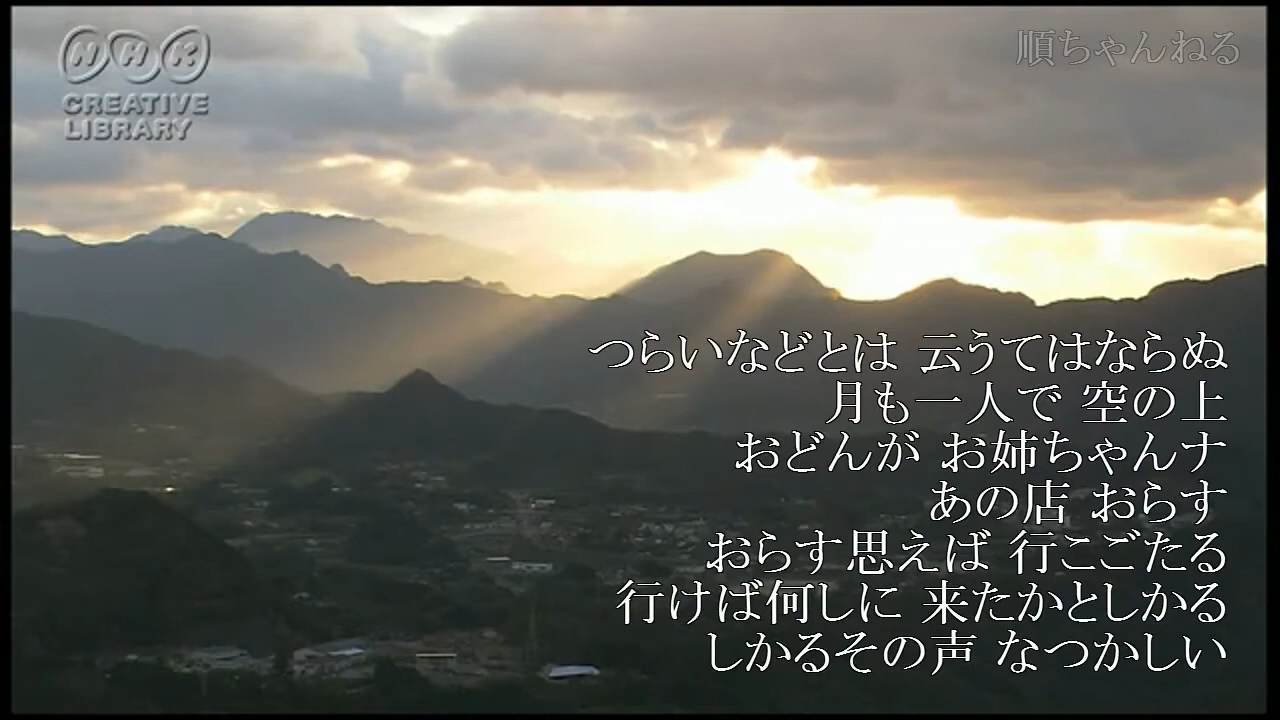 NHK
CREATIVE
LIBRARY
順ちゃんねる
つらいなどとは 云うてはならぬ
月も一人で 空の上
おどんが お姉ちゃんナ
あの店 おらす
おらす思えば 行こごたる
行けば何しに 来たかとしかる
しかるその声 なつかしい